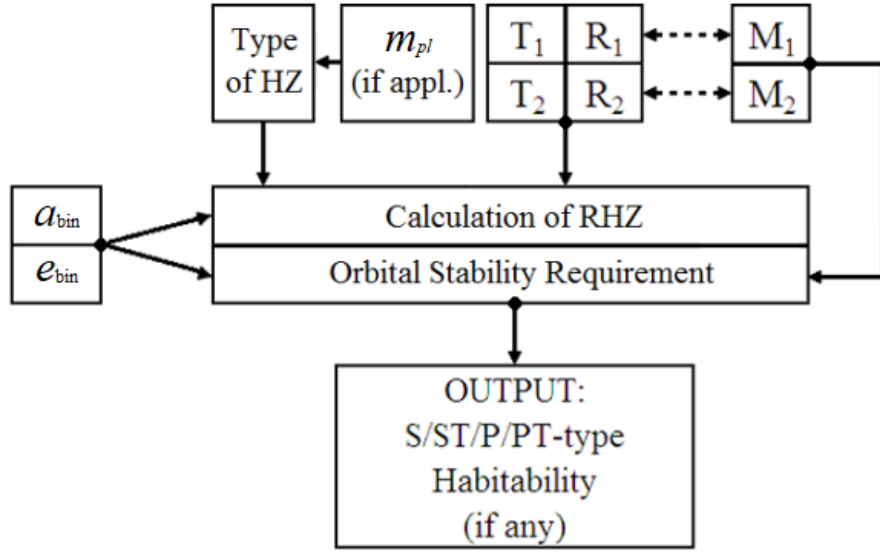 Type
of HZ
m_pl
(if appl.)
T₁ R₁
T₂ R₂
M₁
M₂
a_bin
e_bin
Calculation of RHZ
Orbital Stability Requirement
OUTPUT:
S/ST/P/PT-type
Habitability
(if any)